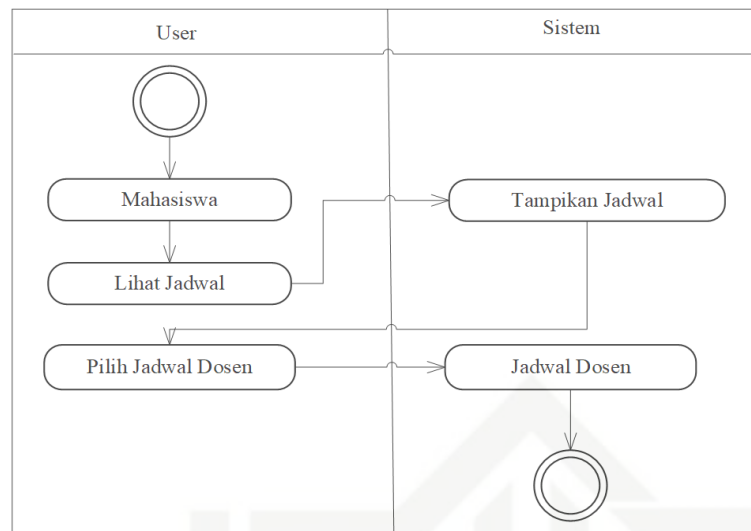 User
Sistem
Mahasiswa
Tampikan Jadwal
Lihat Jadwal
Pilih Jadwal Dosen
Jadwal Dosen